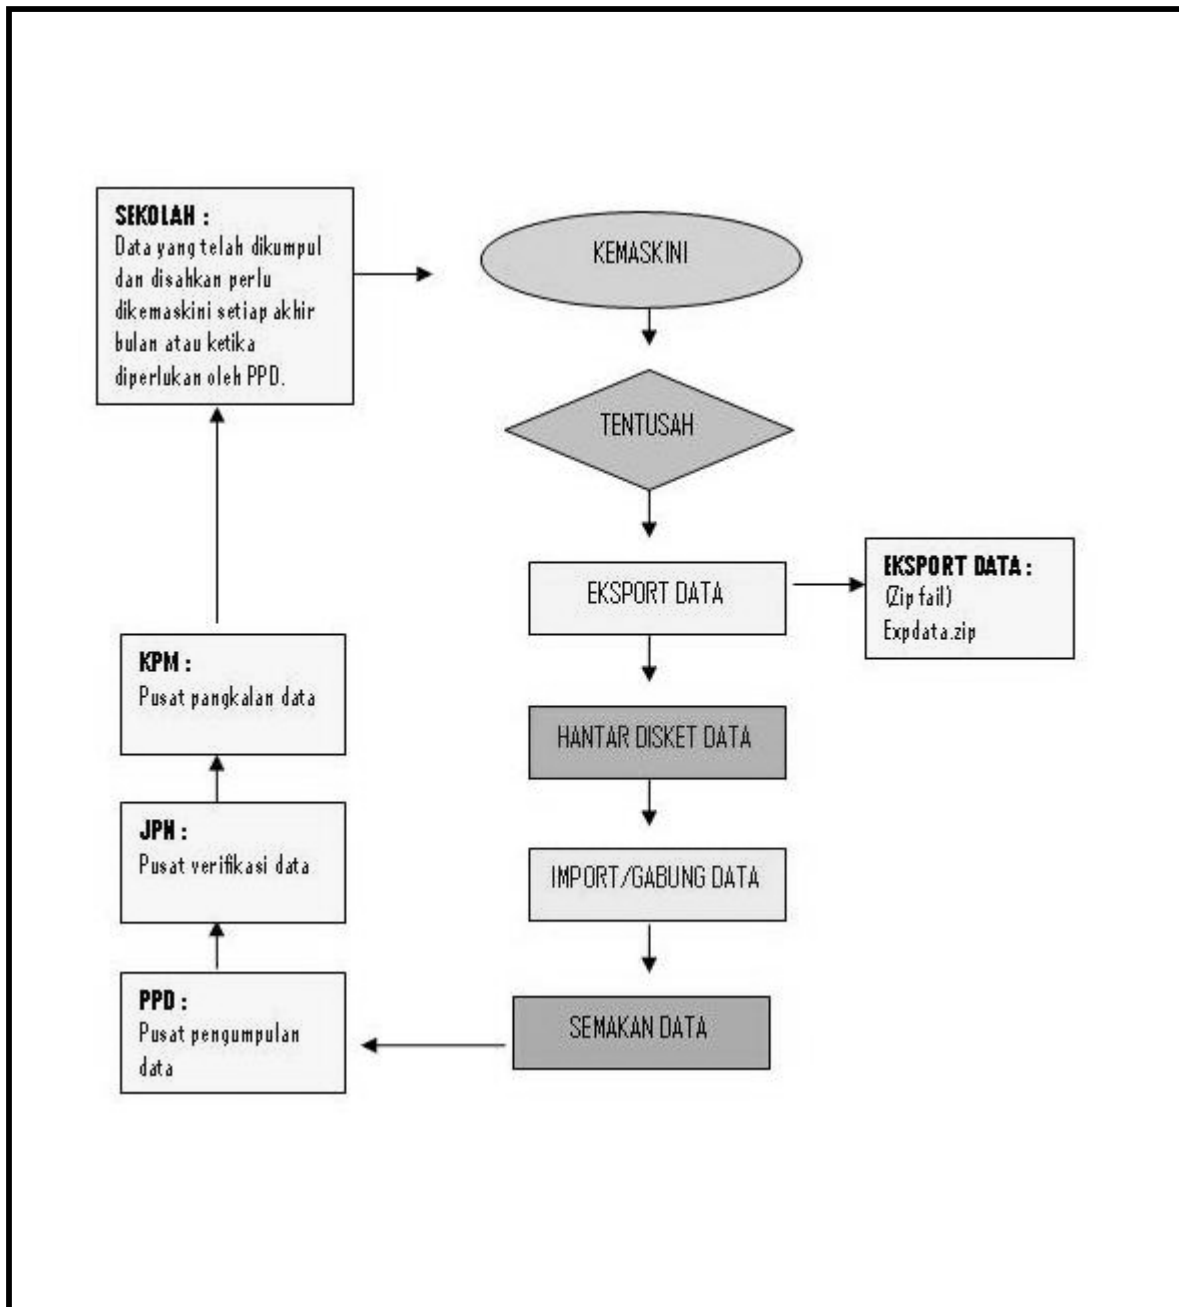 SEKOLAH :
Data yang telah dikumpul
dan disahkan perlu
dikemaskini setiap akhir
bulan atau ketika
diperlukan oleh PPD.
KEMASKINI
TENTUSAH
EKSPORT DATA
EKSPORT DATA :
(Zip fail)
Expdata.zip
HANTAR DISKET DATA
IMPORT/GABUNG DATA
SEMAKAN DATA
KPM :
Pusat pangkalan data
JPN :
Pusat verifikasi data
PPD :
Pusat pengumpulan
data